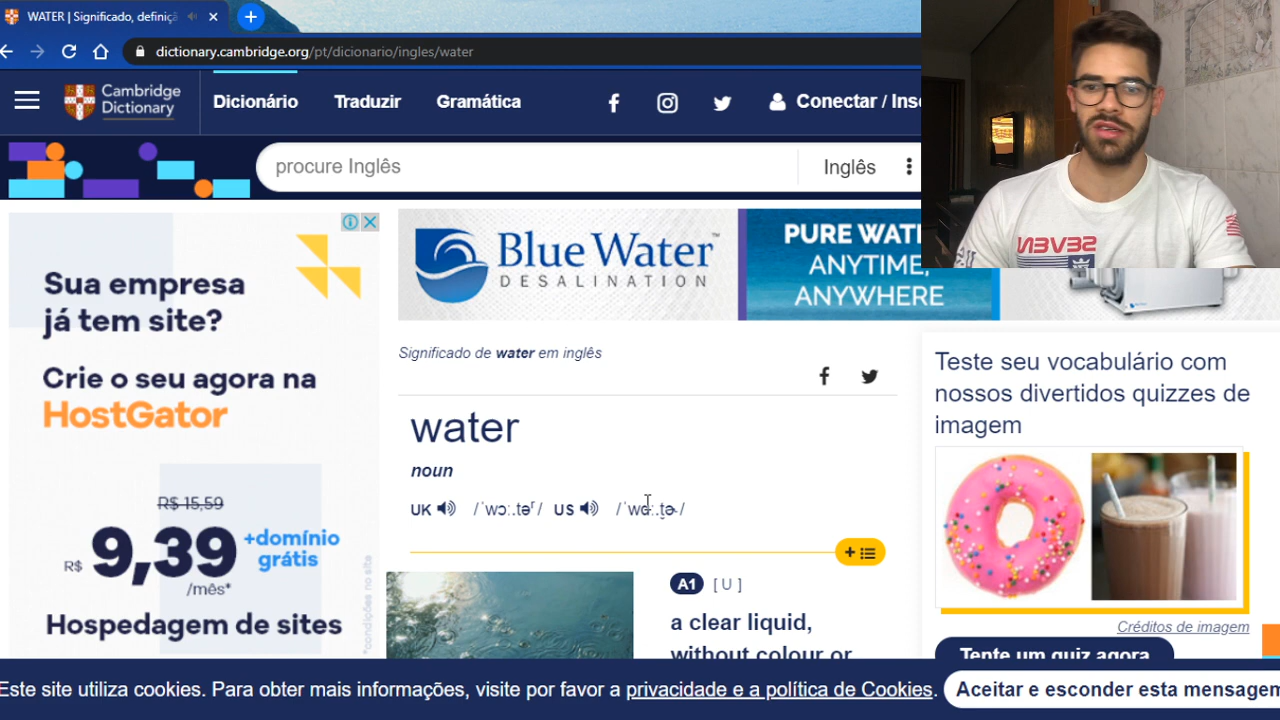 WATER | Significado, definiçã
dictionary.cambridge.org/pt/dicionario/ingles/water
Cambridge
Dictionary
Dicionário
Traduzir
Gramática
Conectar / Inse
procure Inglês
Inglês
Sua empresa
já tem site?
Crie o seu agora na
HostGator
R$ 15,59
R$ 9,39 /mês*
+domínio
grátis
*condições no site
Hospedagem de sites
Blue Water™
DESALINATION
PURE WAT
ANYTIME,
ANYWHERE
Significado de water em inglês
water
noun
UK /ˈwɔː.tər/ US /ˈwɑː.t̬ɚ/
A1 [ U ]
a clear liquid,
without colour or
Teste seu vocabulário com
nossos divertidos quizzes de
imagem
Créditos de imagem
Tente um quiz agora
Este site utiliza cookies. Para obter mais informações, visite por favor a privacidade e a política de Cookies.
Aceitar e esconder esta mensagem